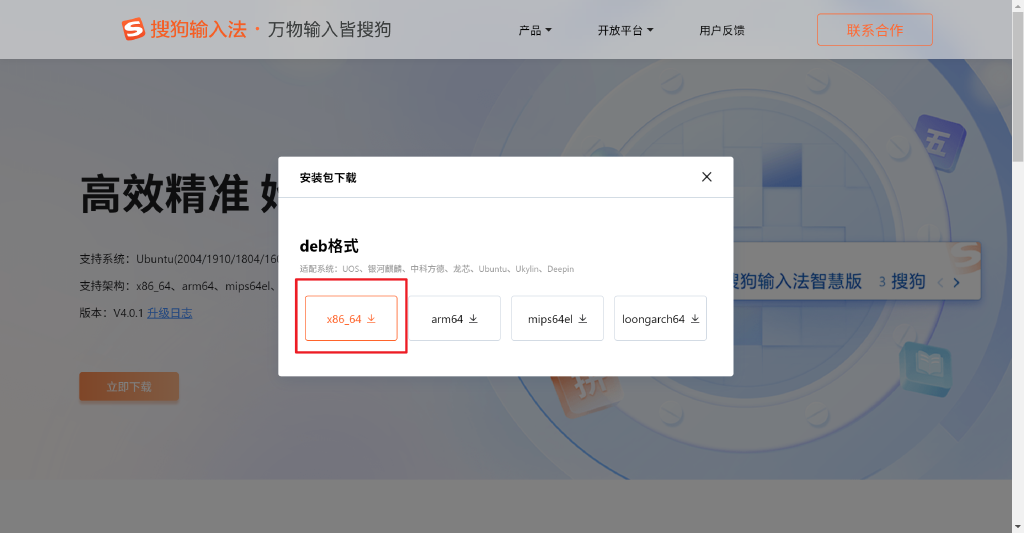 搜狗输入法 · 万物输入皆搜狗
产品
开放平台
用户反馈
联系合作
五
安装包下载
高效精准
deb格式
支持系统：Ubuntu(2004/1910/1804/160
适配系统：UOS、银河麒麟、中科方德、龙芯、Ubuntu、Ukylin、Deepin
搜狗输入法智慧版 3 搜狗
支持架构：x86_64、arm64、mips64el、
版本：V4.0.1 升级日志
x86_64
arm64
mips64el
loongarch64
立即下载
拼